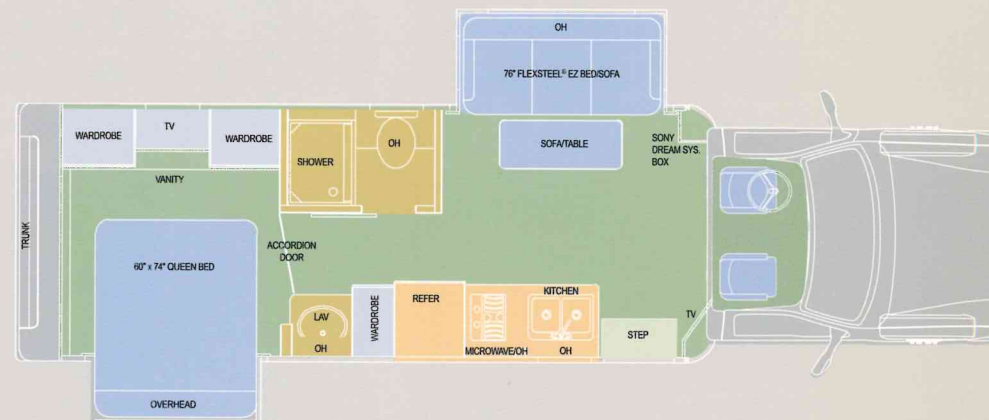 OH
76" FLEXSTEEL® EZ BED/SOFA
WARDROBE
TV
WARDROBE
SHOWER
OH
SOFA/TABLE
SONY
DREAM SYS.
BOX
VANITY
TRUNK
ACCORDION
DOOR
60" x 74" QUEEN BED
LAV
OH
WARDROBE
REFER
KITCHEN
MICROWAVE/OH
OH
STEP
TV
OVERHEAD